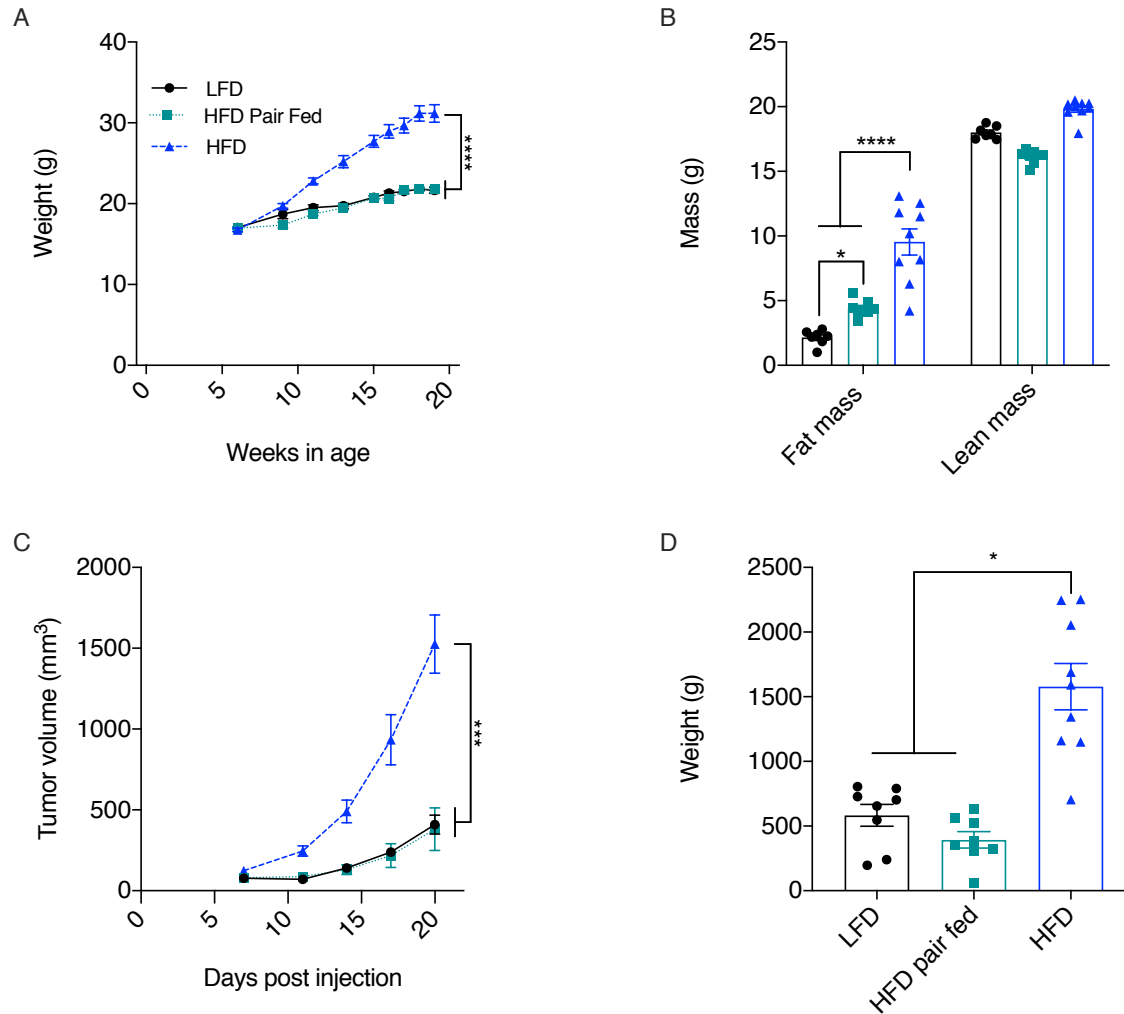 A
40
30
20
10
0
Weight (g)
LFD
HFD Pair Fed
HFD
****
0
5
10
15
20
Weeks in age
B
25
20
15
10
5
0
Mass (g)
****
*
Fat mass
Lean mass
C
2000
1500
1000
500
0
Tumor volume (mm³)
***
0
5
10
15
20
Days post injection
D
2500
2000
1500
1000
500
0
Weight (g)
*
LFD
HFD pair fed
HFD